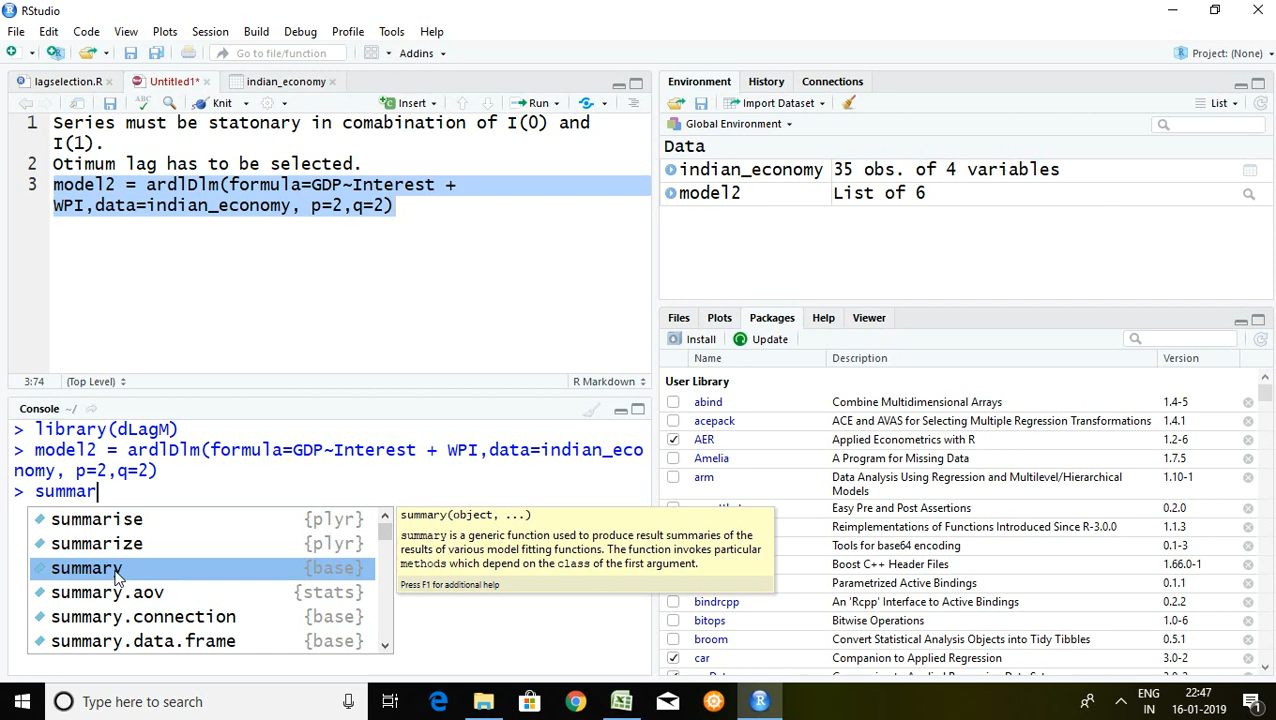 RStudio
File Edit Code View Plots Session Build Debug Profile Tools Help
Go to file/function Addins Project: (None)
lagselection.R Untitled1* indian_economy
Knit Insert Run
1 Series must be statonary in comabination of I(0) and
I(1).
2 Otimum lag has to be selected.
3 model2 = ardlDlm(formula=GDP~Interest +
WPI,data=indian_economy, p=2,q=2)
3:74 (Top Level) R Markdown
Console ~/
> library(dLagM)
> model2 = ardlDlm(formula=GDP~Interest + WPI,data=indian_eco
nomy, p=2,q=2)
> summar
summarise {plyr}
summarize {plyr}
summary {base}
summary.aov {stats}
summary.connection {base}
summary.data.frame {base}
summary(object, ...)
summary is a generic function used to produce result summaries of the
results of various model fitting functions. The function invokes particular
methods which depend on the class of the first argument.
Press F1 for additional help
Environment History Connections
Import Dataset List
Global Environment
Data
indian_economy 35 obs. of 4 variables
model2 List of 6
Files Plots Packages Help Viewer
Install Update
Name Description Version
User Library
abind Combine Multidimensional Arrays 1.4-5
acepack ACE and AVAS for Selecting Multiple Regression Transformations 1.4.1
AER Applied Econometrics with R 1.2-6
Amelia A Program for Missing Data 1.7.5
arm Data Analysis Using Regression and Multilevel/Hierarchical
Models 1.10-1
Easy Pre and Post Assertions 0.2.0
Reimplementations of Functions Introduced Since R-3.0.0 1.1.3
Tools for base64 encoding 0.1-3
Boost C++ Header Files 1.66.0-1
Parameterized Active Bindings 0.1.1
bindrcpp An 'Rcpp' Interface to Active Bindings 0.2.2
bitops Bitwise Operations 1.0-6
broom Convert Statistical Analysis Objects into Tidy Tibbles 0.5.1
car Companion to Applied Regression 3.0-2
Type here to search
ENG
IN
22:47
16-01-2019
1